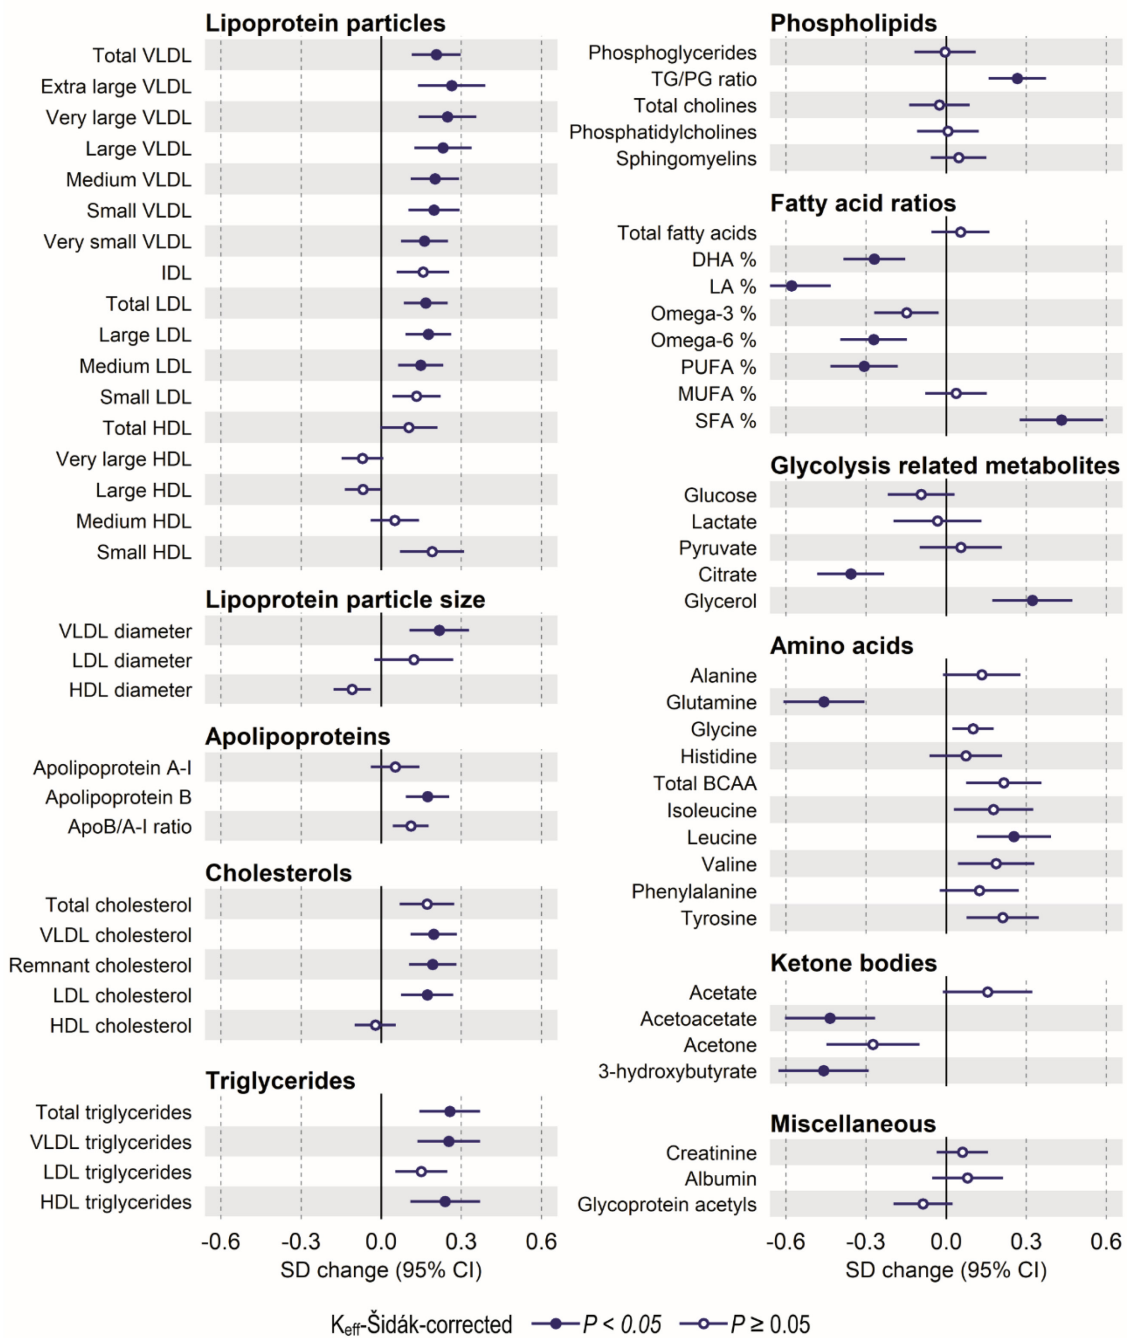 Lipoprotein particles
Total VLDL
Extra large VLDL
Very large VLDL
Large VLDL
Medium VLDL
Small VLDL
Very small VLDL
IDL
Total LDL
Large LDL
Medium LDL
Small LDL
Total HDL
Very large HDL
Large HDL
Medium HDL
Small HDL
Lipoprotein particle size
VLDL diameter
LDL diameter
HDL diameter
Apolipoproteins
Apolipoprotein A-I
Apolipoprotein B
ApoB/A-I ratio
Cholesterols
Total cholesterol
VLDL cholesterol
Remnant cholesterol
LDL cholesterol
HDL cholesterol
Triglycerides
Total triglycerides
VLDL triglycerides
LDL triglycerides
HDL triglycerides
-0.6 -0.3 0.0 0.3 0.6
SD change (95% CI)
Phospholipids
Phosphoglycerides
TG/PG ratio
Total cholines
Phosphatidylcholines
Sphingomyelins
Fatty acid ratios
Total fatty acids
DHA %
LA %
Omega-3 %
Omega-6 %
PUFA %
MUFA %
SFA %
Glycolysis related metabolites
Glucose
Lactate
Pyruvate
Citrate
Glycerol
Amino acids
Alanine
Glutamine
Glycine
Histidine
Total BCAA
Isoleucine
Leucine
Valine
Phenylalanine
Tyrosine
Ketone bodies
Acetate
Acetoacetate
Acetone
3-hydroxybutyrate
Miscellaneous
Creatinine
Albumin
Glycoprotein acetyls
-0.6 -0.3 0.0 0.3 0.6
SD change (95% CI)
Keff-Šidák-corrected P < 0.05 P ≥ 0.05